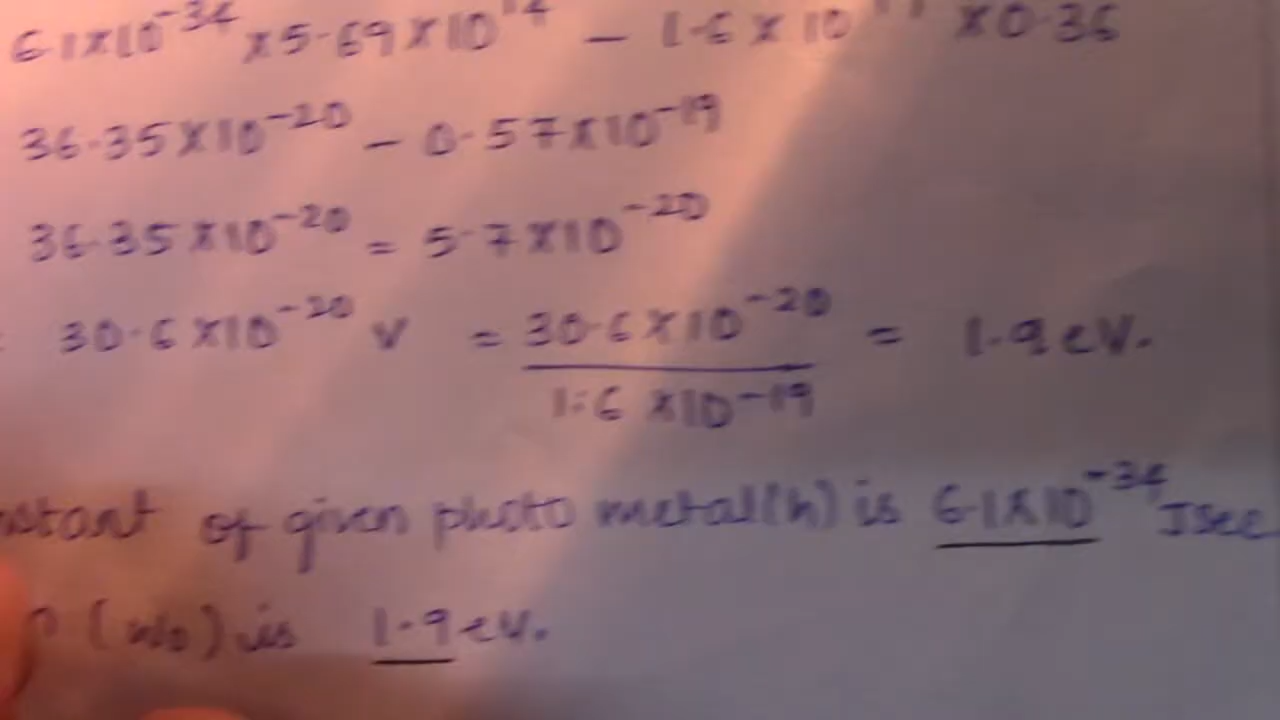 6.1×10⁻³⁴ ×5.69×10¹⁴ – 1.6×10 ×0.36
36.35×10⁻²⁰ – 0.57×10⁻¹⁹
36.35×10⁻²⁰ = 5.7×10⁻²⁰
30.6×10⁻²⁰ V = 30.6×10⁻²⁰ / 1.6×10⁻¹⁹ = 1.9 eV.
nstant of given photo metal(h) is 6.1×10⁻³⁴ Jsec
(w₀) is 1.9 eV.